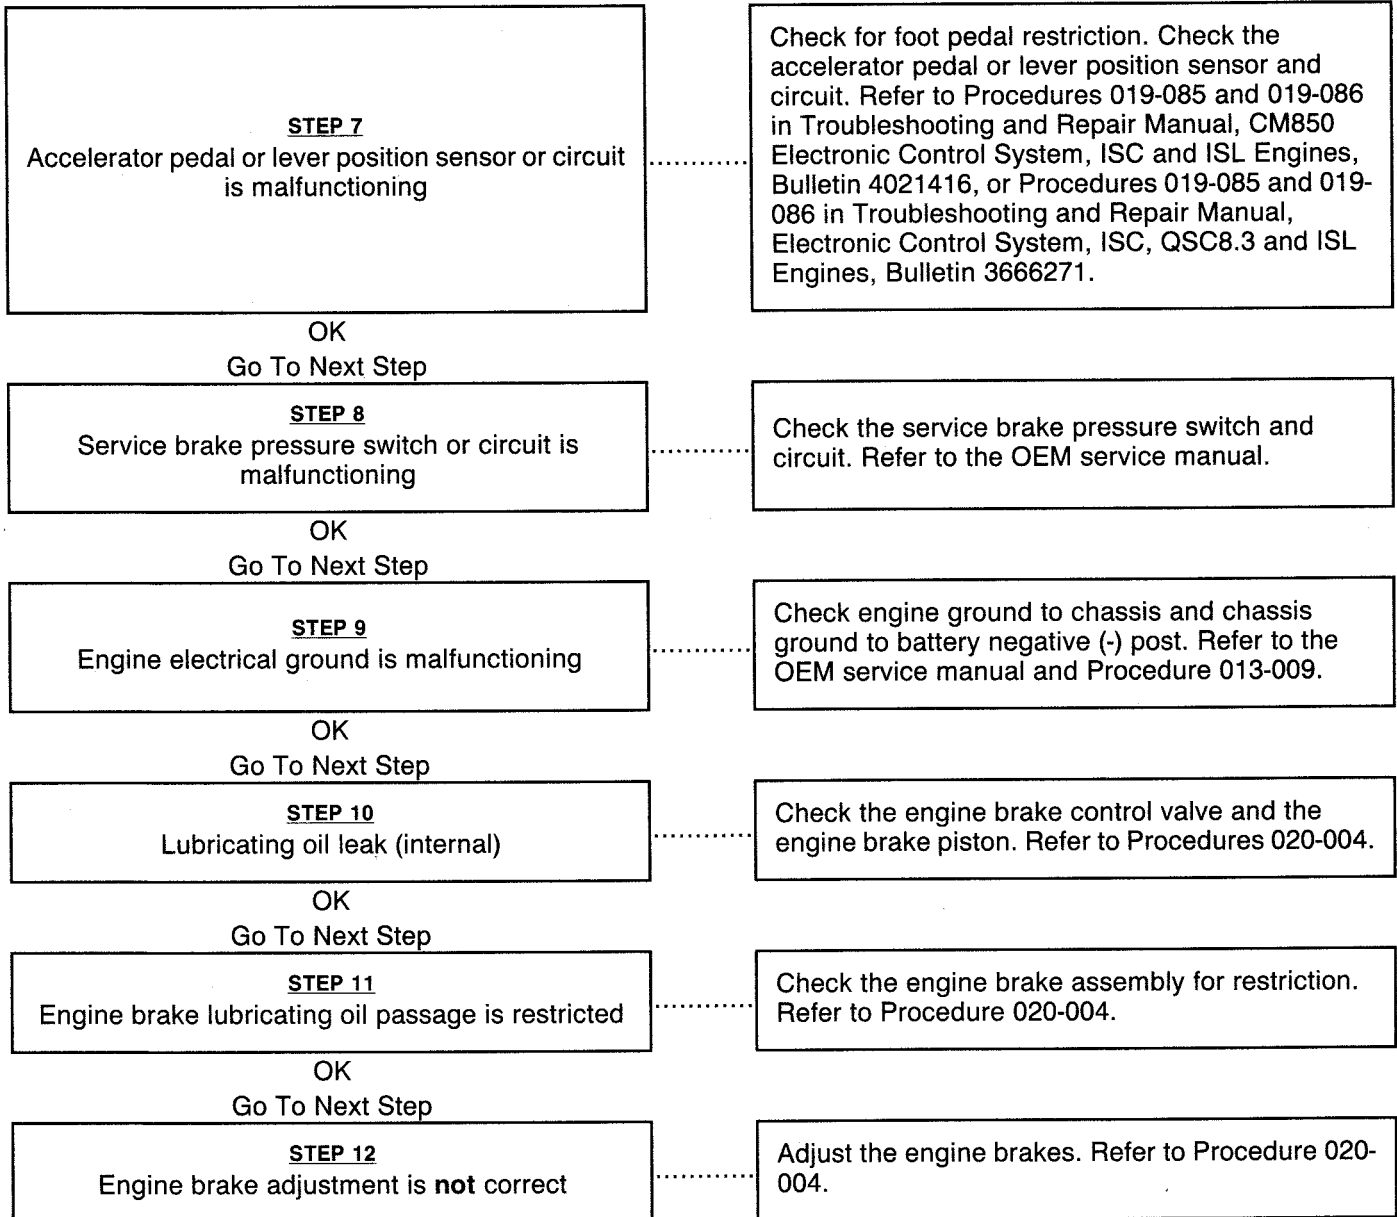 STEP 7
Accelerator pedal or lever position sensor or circuit
is malfunctioning
Check for foot pedal restriction. Check the
accelerator pedal or lever position sensor and
circuit. Refer to Procedures 019-085 and 019-086
in Troubleshooting and Repair Manual, CM850
Electronic Control System, ISC and ISL Engines,
Bulletin 4021416, or Procedures 019-085 and 019-
086 in Troubleshooting and Repair Manual,
Electronic Control System, ISC, QSC8.3 and ISL
Engines, Bulletin 3666271.
OK
Go To Next Step
STEP 8
Service brake pressure switch or circuit is
malfunctioning
Check the service brake pressure switch and
circuit. Refer to the OEM service manual.
OK
Go To Next Step
STEP 9
Engine electrical ground is malfunctioning
Check engine ground to chassis and chassis
ground to battery negative (-) post. Refer to the
OEM service manual and Procedure 013-009.
OK
Go To Next Step
STEP 10
Lubricating oil leak (internal)
Check the engine brake control valve and the
engine brake piston. Refer to Procedures 020-004.
OK
Go To Next Step
STEP 11
Engine brake lubricating oil passage is restricted
Check the engine brake assembly for restriction.
Refer to Procedure 020-004.
OK
Go To Next Step
STEP 12
Engine brake adjustment is not correct
Adjust the engine brakes. Refer to Procedure 020-
004.